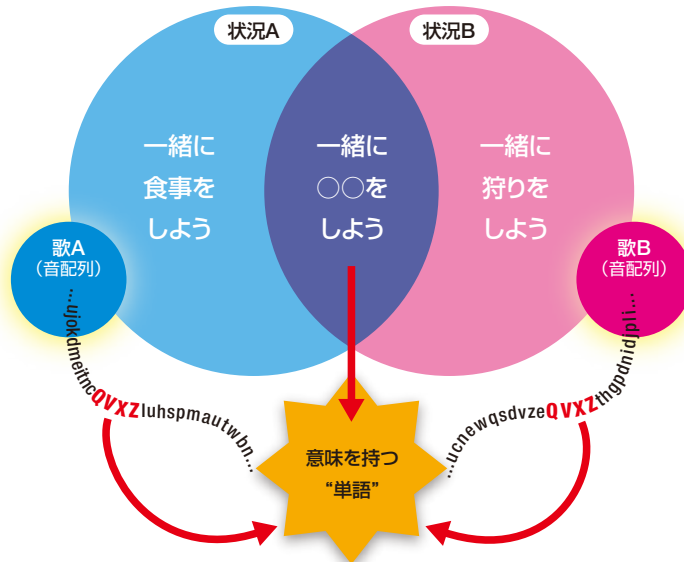 状況A
状況B
一緒に
食事を
しよう
一緒に
○○を
しよう
一緒に
狩りを
しよう
歌A
（音配列）
歌B
（音配列）
…ujokdmeitncQVXZluhspmautwbn…
…ucnewqsdvzeQVXZthgpdnidjpli…
意味を持つ
“単語”